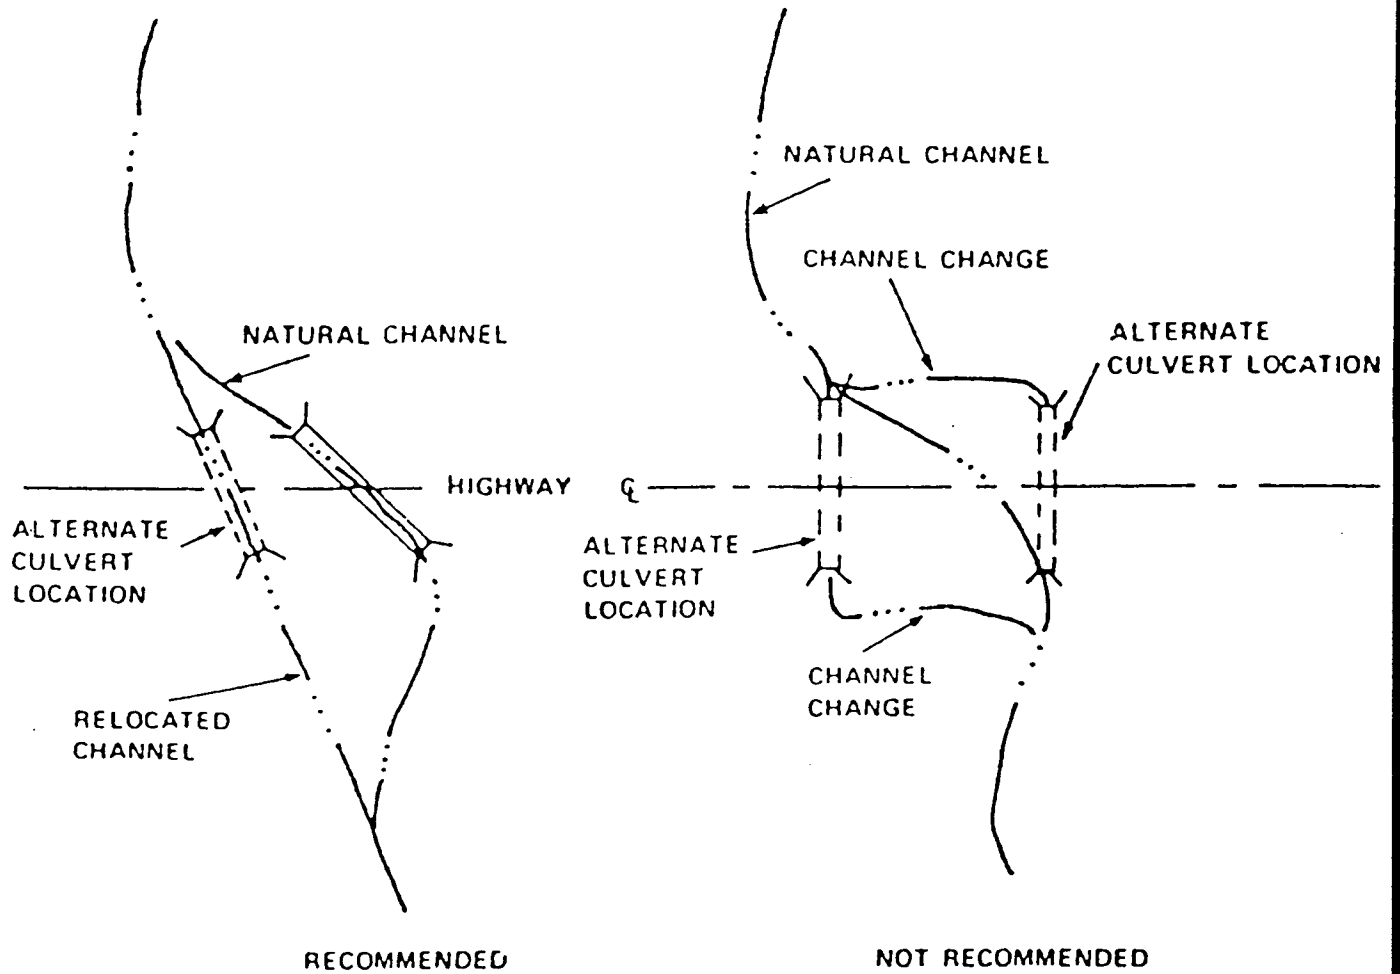 NATURAL CHANNEL
ALTERNATE
CULVERT
LOCATION
RELOCATED
CHANNEL
HIGHWAY ℄
NATURAL CHANNEL
CHANNEL CHANGE
ALTERNATE
CULVERT LOCATION
ALTERNATE
CULVERT
LOCATION
CHANNEL
CHANGE
RECOMMENDED
NOT RECOMMENDED